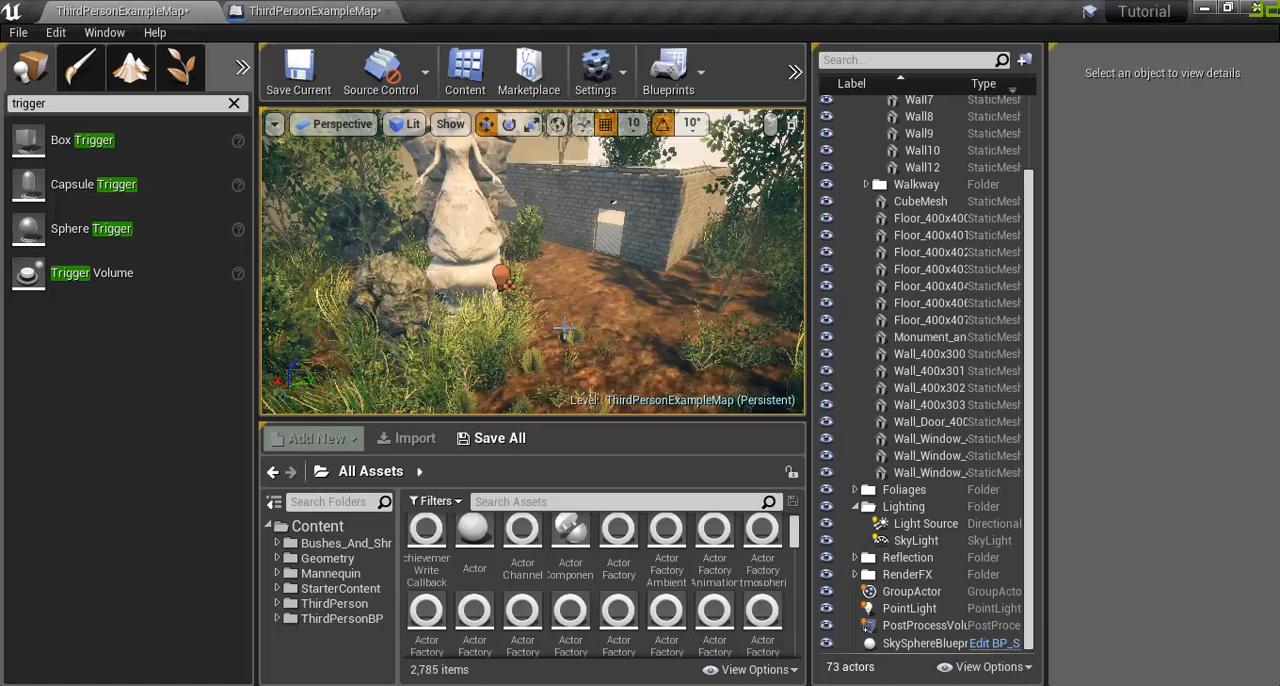 ThirdPersonExampleMap*
ThirdPersonExampleMap*
Tutorial
File Edit Window Help
trigger
Box Trigger
Capsule Trigger
Sphere Trigger
Trigger Volume
Save Current
Source Control
Content
Marketplace
Settings
Blueprints
Perspective
Lit
Show
10
10°
Level: ThirdPersonExampleMap (Persistent)
Add New
Import
Save All
All Assets
Search Folders
Filters
Search Assets
Content
Bushes_And_Shr
Geometry
Mannequin
StarterContent
ThirdPerson
ThirdPersonBP
chievemer
Write
Callback
Actor
Actor
Channel
Actor
Componen
Actor
Factory
Actor
Factory
Ambient
Actor
Factory
Animation
Actor
Factory
tmospheri
Actor
Factory
Actor
Factory
Actor
Factory
Actor
Factory
Actor
Factory
Actor
Factory
Actor
Factory
Actor
Factory
2,785 items
View Options
Search...
Label Type
Wall7 StaticMesh
Wall8 StaticMesh
Wall9 StaticMesh
Wall10 StaticMesh
Wall12 StaticMesh
Walkway Folder
CubeMesh StaticMesh
Floor_400x400 StaticMesh
Floor_400x401 StaticMesh
Floor_400x402 StaticMesh
Floor_400x403 StaticMesh
Floor_400x404 StaticMesh
Floor_400x406 StaticMesh
Floor_400x407 StaticMesh
Monument_an StaticMesh
Wall_400x300 StaticMesh
Wall_400x301 StaticMesh
Wall_400x302 StaticMesh
Wall_400x303 StaticMesh
Wall_Door_400 StaticMesh
Wall_Window_ StaticMesh
Wall_Window_ StaticMesh
Wall_Window_ StaticMesh
Foliages Folder
Lighting Folder
Light Source Directional
SkyLight SkyLight
Reflection Folder
RenderFX Folder
GroupActor GroupActor
PointLight PointLight
PostProcessVolu PostProce
SkySphereBluepr Edit BP_S
73 actors
View Options
Select an object to view details.